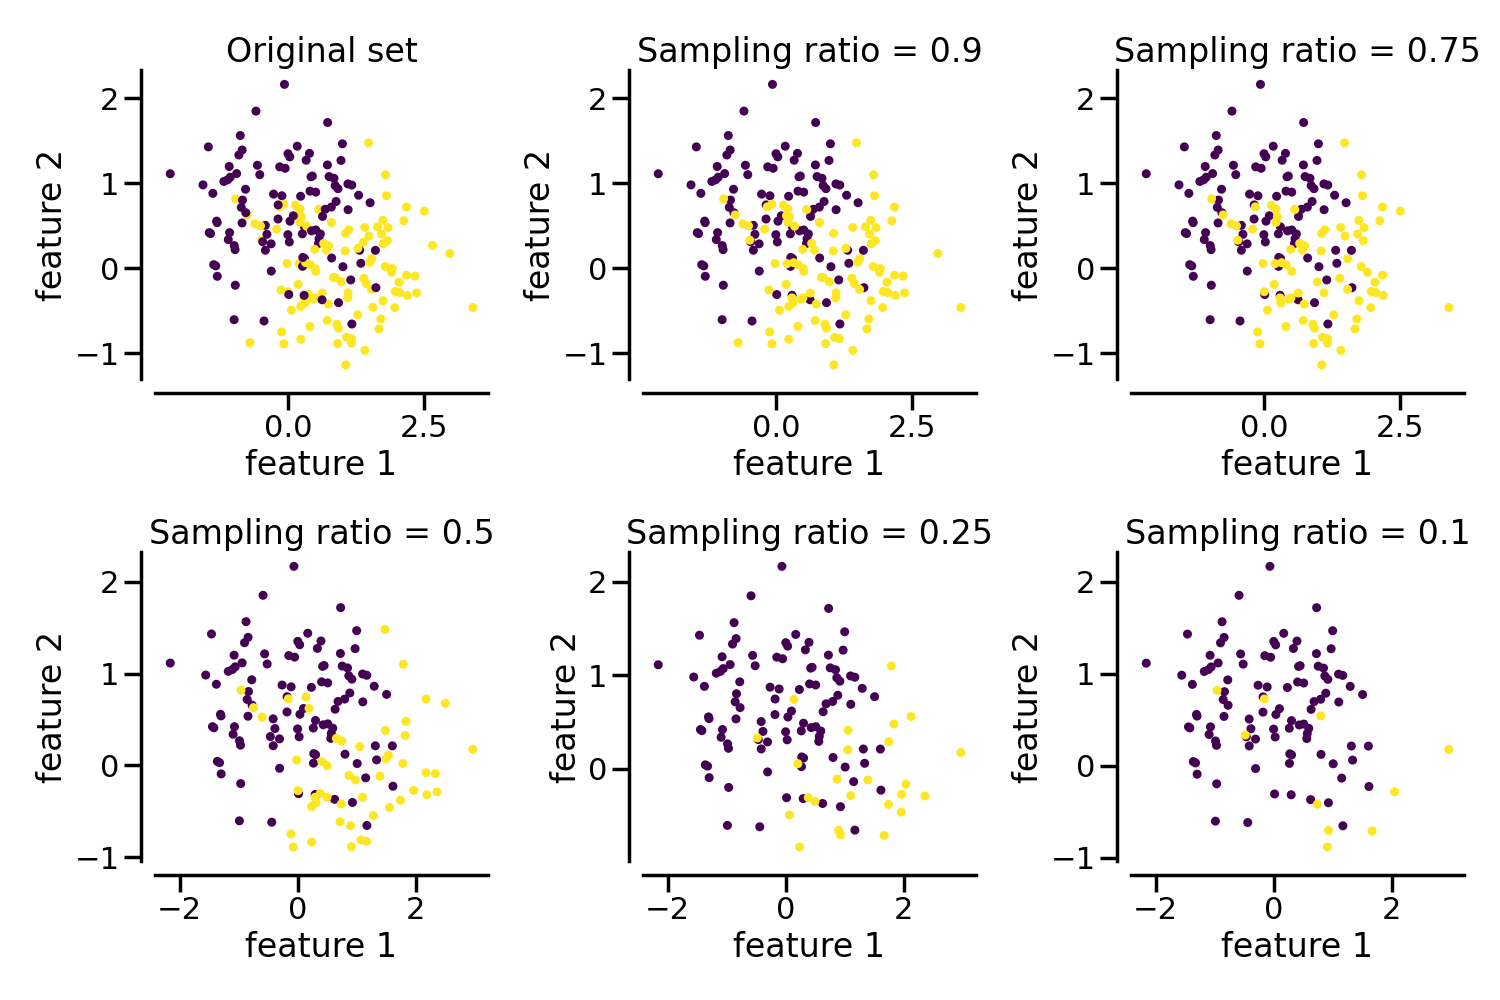 Original set
Sampling ratio = 0.9
Sampling ratio = 0.75
feature 2
2
1
0
−1
0.0
2.5
feature 1
feature 2
2
1
0
−1
0.0
2.5
feature 1
feature 2
2
1
0
−1
0.0
2.5
feature 1
Sampling ratio = 0.5
Sampling ratio = 0.25
Sampling ratio = 0.1
feature 2
2
1
0
−1
−2
0
2
feature 1
feature 2
2
1
0
−2
0
2
feature 1
feature 2
2
1
0
−1
−2
0
2
feature 1